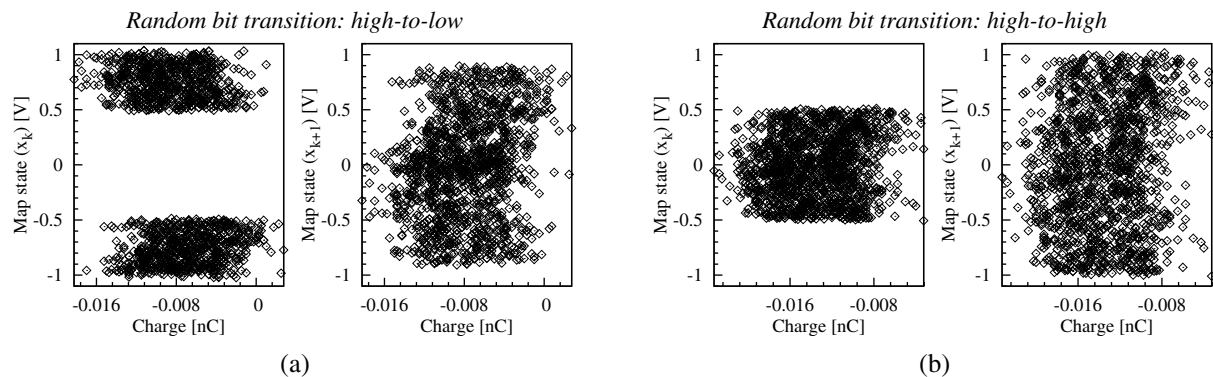 Random bit transition: high-to-low
Random bit transition: high-to-high
1
0.5
0
-0.5
-1
Map state (x_k) [V]
-0.016
-0.008
0
Charge [nC]
1
0.5
0
-0.5
-1
Map state (x_{k+1}) [V]
-0.016
-0.008
0
Charge [nC]
(a)
1
0.5
0
-0.5
-1
Map state (x_k) [V]
-0.016
-0.008
Charge [nC]
1
0.5
0
-0.5
-1
Map state (x_{k+1}) [V]
-0.016
-0.008
Charge [nC]
(b)